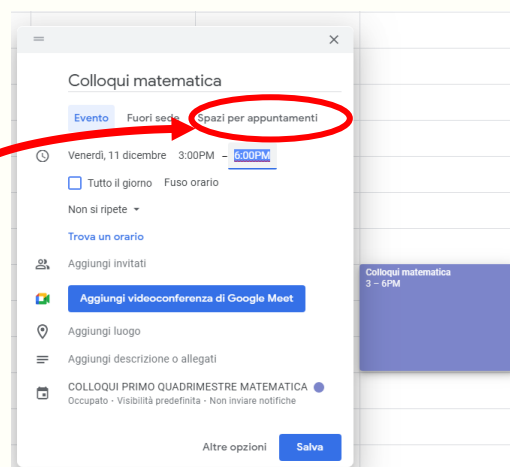 Colloqui matematica
Evento Fuori sede Spazi per appuntamenti
Venerdì, 11 dicembre 3:00PM – 6:00PM
Tutto il giorno Fuso orario
Non si ripete
Trova un orario
Aggiungi invitati
Aggiungi videoconferenza di Google Meet
Aggiungi luogo
Aggiungi descrizione o allegati
COLLOQUI PRIMO QUADRIMESTRE MATEMATICA
Occupato · Visibilità predefinita · Non inviare notifiche
Altre opzioni Salva
Colloqui matematica
3 – 6PM